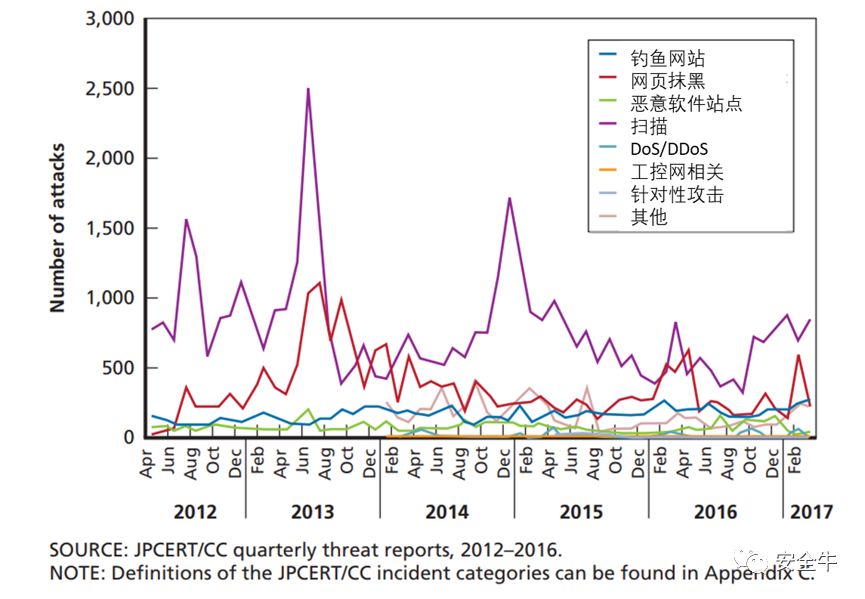 3,000
2,500
2,000
1,500
1,000
500
0
Number of attacks
钓鱼网站
网页抹黑
恶意软件站点
扫描
DoS/DDoS
工控网相关
针对性攻击
其他
Apr Jun Aug Oct Dec Feb Apr Jun Aug Oct Dec Feb Apr Jun Aug Oct Dec Feb Apr Jun Aug Oct Dec Feb Apr Jun Aug Oct Dec Feb
2012 2013 2014 2015 2016 2017
SOURCE: JPCERT/CC quarterly threat reports, 2012–2016.
NOTE: Definitions of the JPCERT/CC incident categories can be found in Appendix C.
安全牛